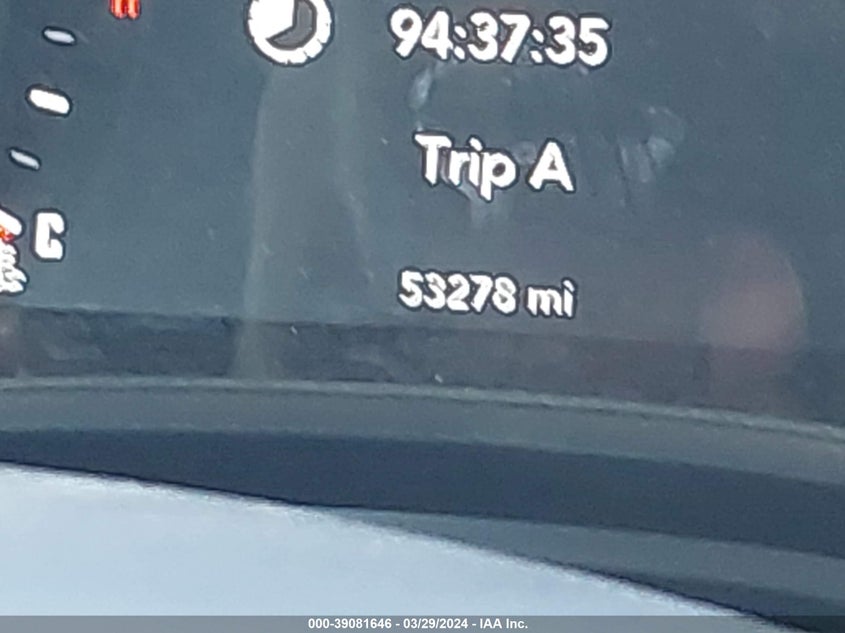 94:37:35
Trip A
C
53278 mi
000-39081646 - 03/29/2024 - IAA Inc.